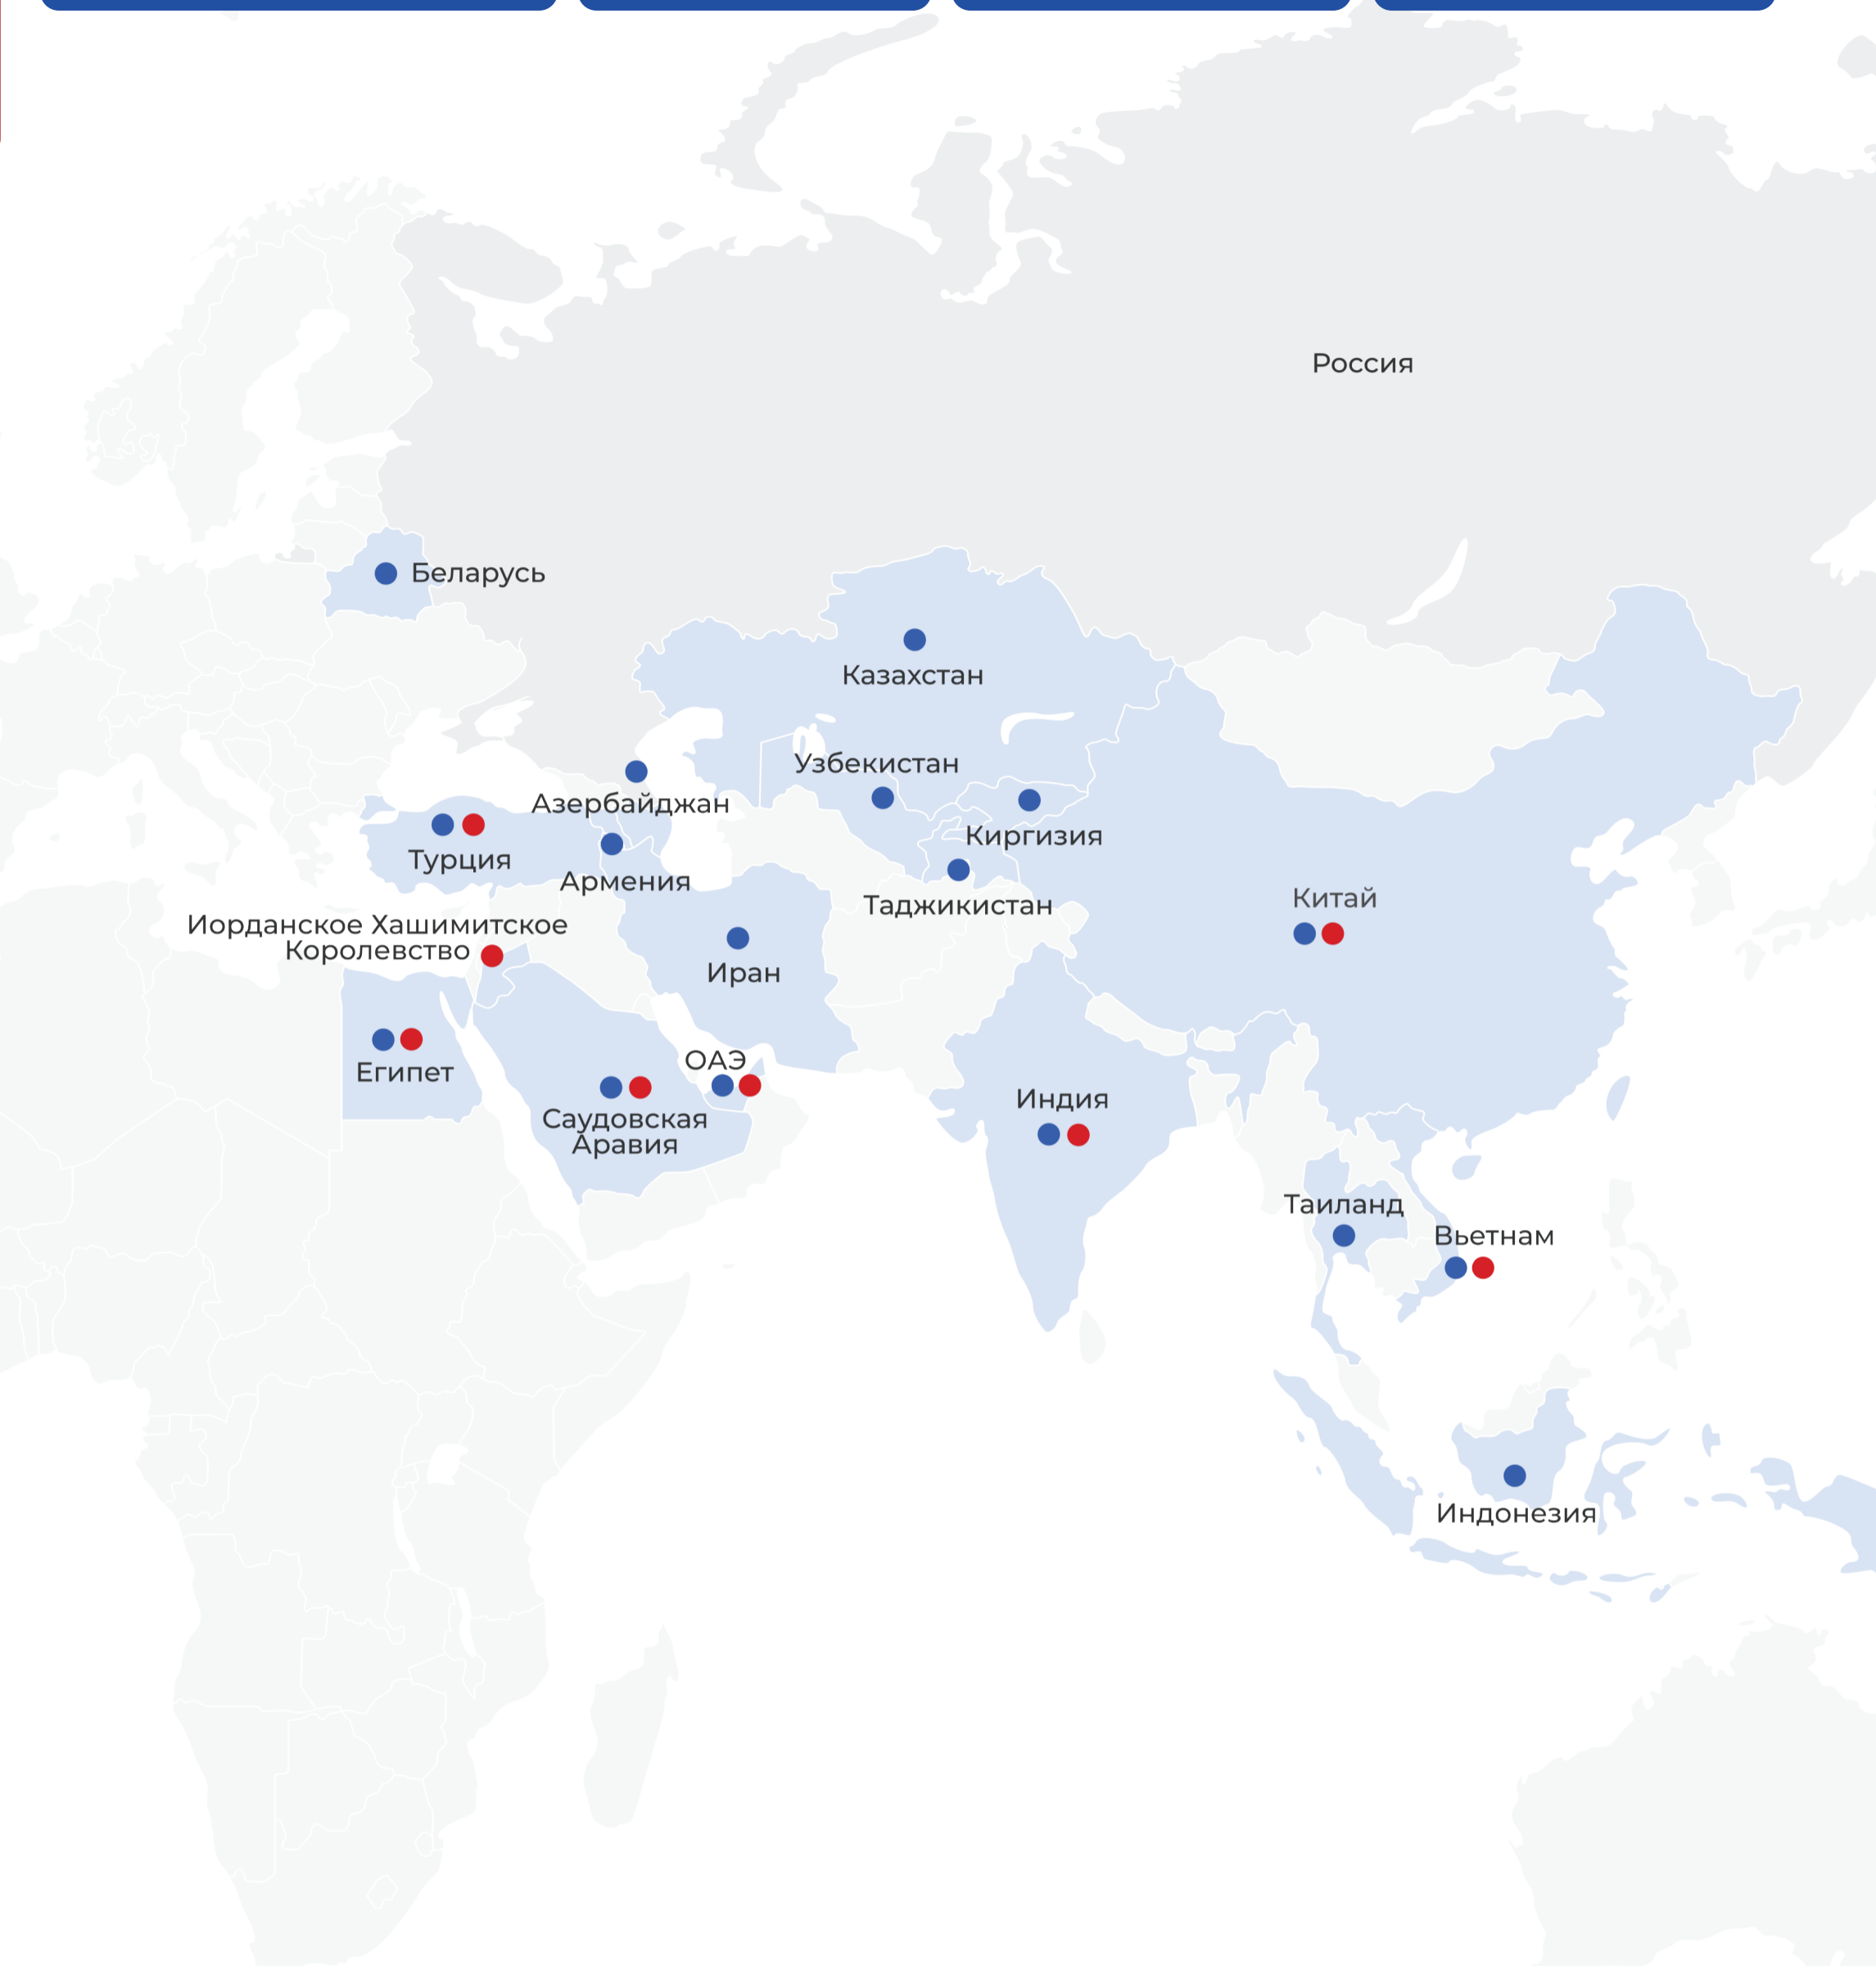 Россия
Беларусь
Казахстан
Узбекистан
Азербайджан
Киргизия
Турция
Армения
Таджикистан
Китай
Иорданское Хашимитское
Королевство
Иран
ОАЭ
Египет
Индия
Саудовская
Аравия
Таиланд
Вьетнам
Индонезия